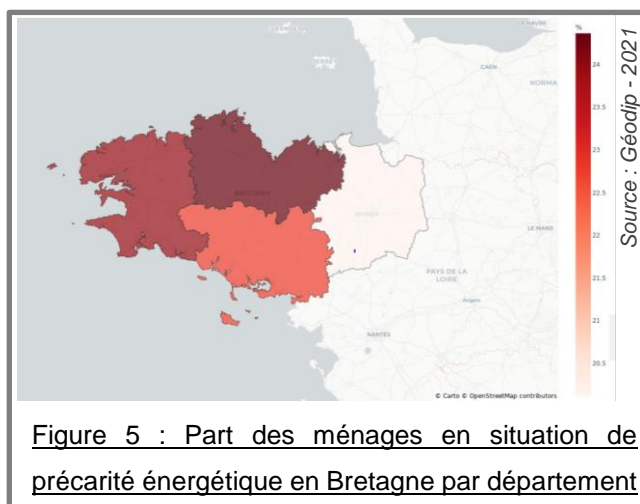 LE HAVRE
CAEN
NORMA
LE MANS
PAYS DE LA
LOIRE
Angers
NANTES
© Carto © OpenStreetMap contributors
%
24
23.5
23
22.5
22
21.5
21
20.5
Source : Géodip - 2021
Figure 5 : Part des ménages en situation de
précarité énergétique en Bretagne par département